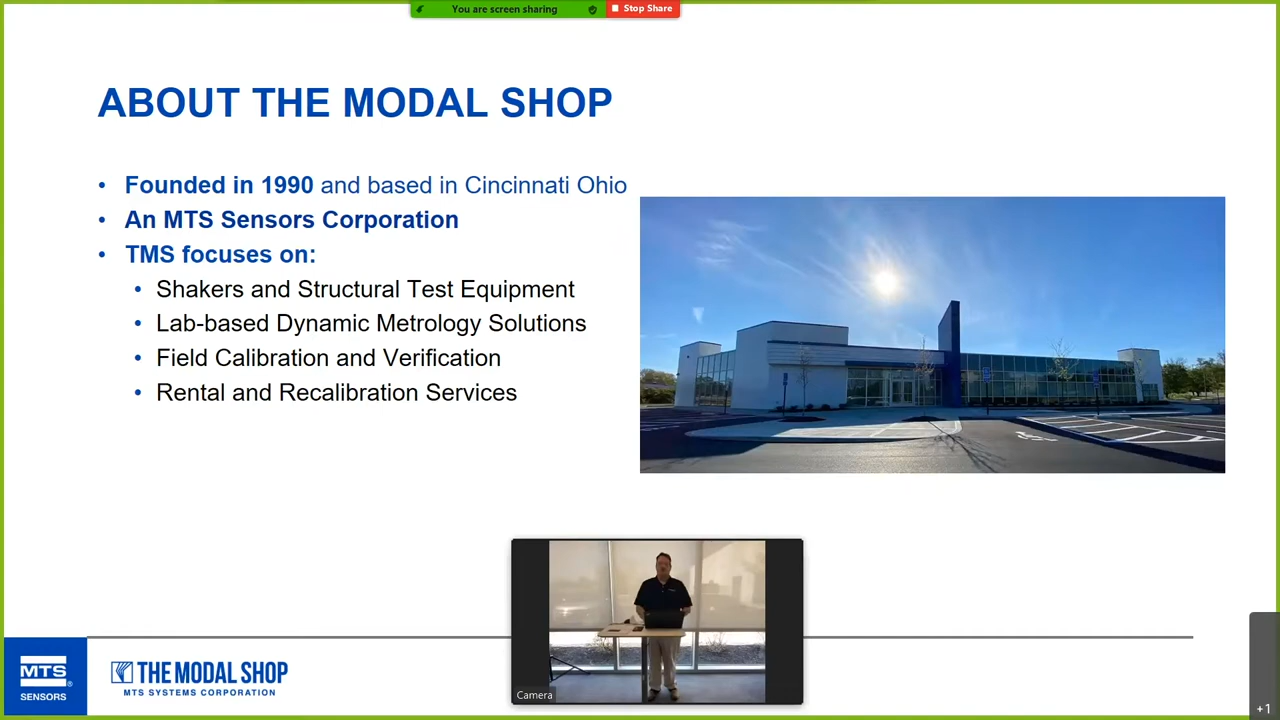 You are screen sharing
Stop Share
ABOUT THE MODAL SHOP
• Founded in 1990 and based in Cincinnati Ohio
• An MTS Sensors Corporation
• TMS focuses on:
• Shakers and Structural Test Equipment
• Lab-based Dynamic Metrology Solutions
• Field Calibration and Verification
• Rental and Recalibration Services
Camera
MTS®
SENSORS
THE MODAL SHOP
MTS SYSTEMS CORPORATION
+1